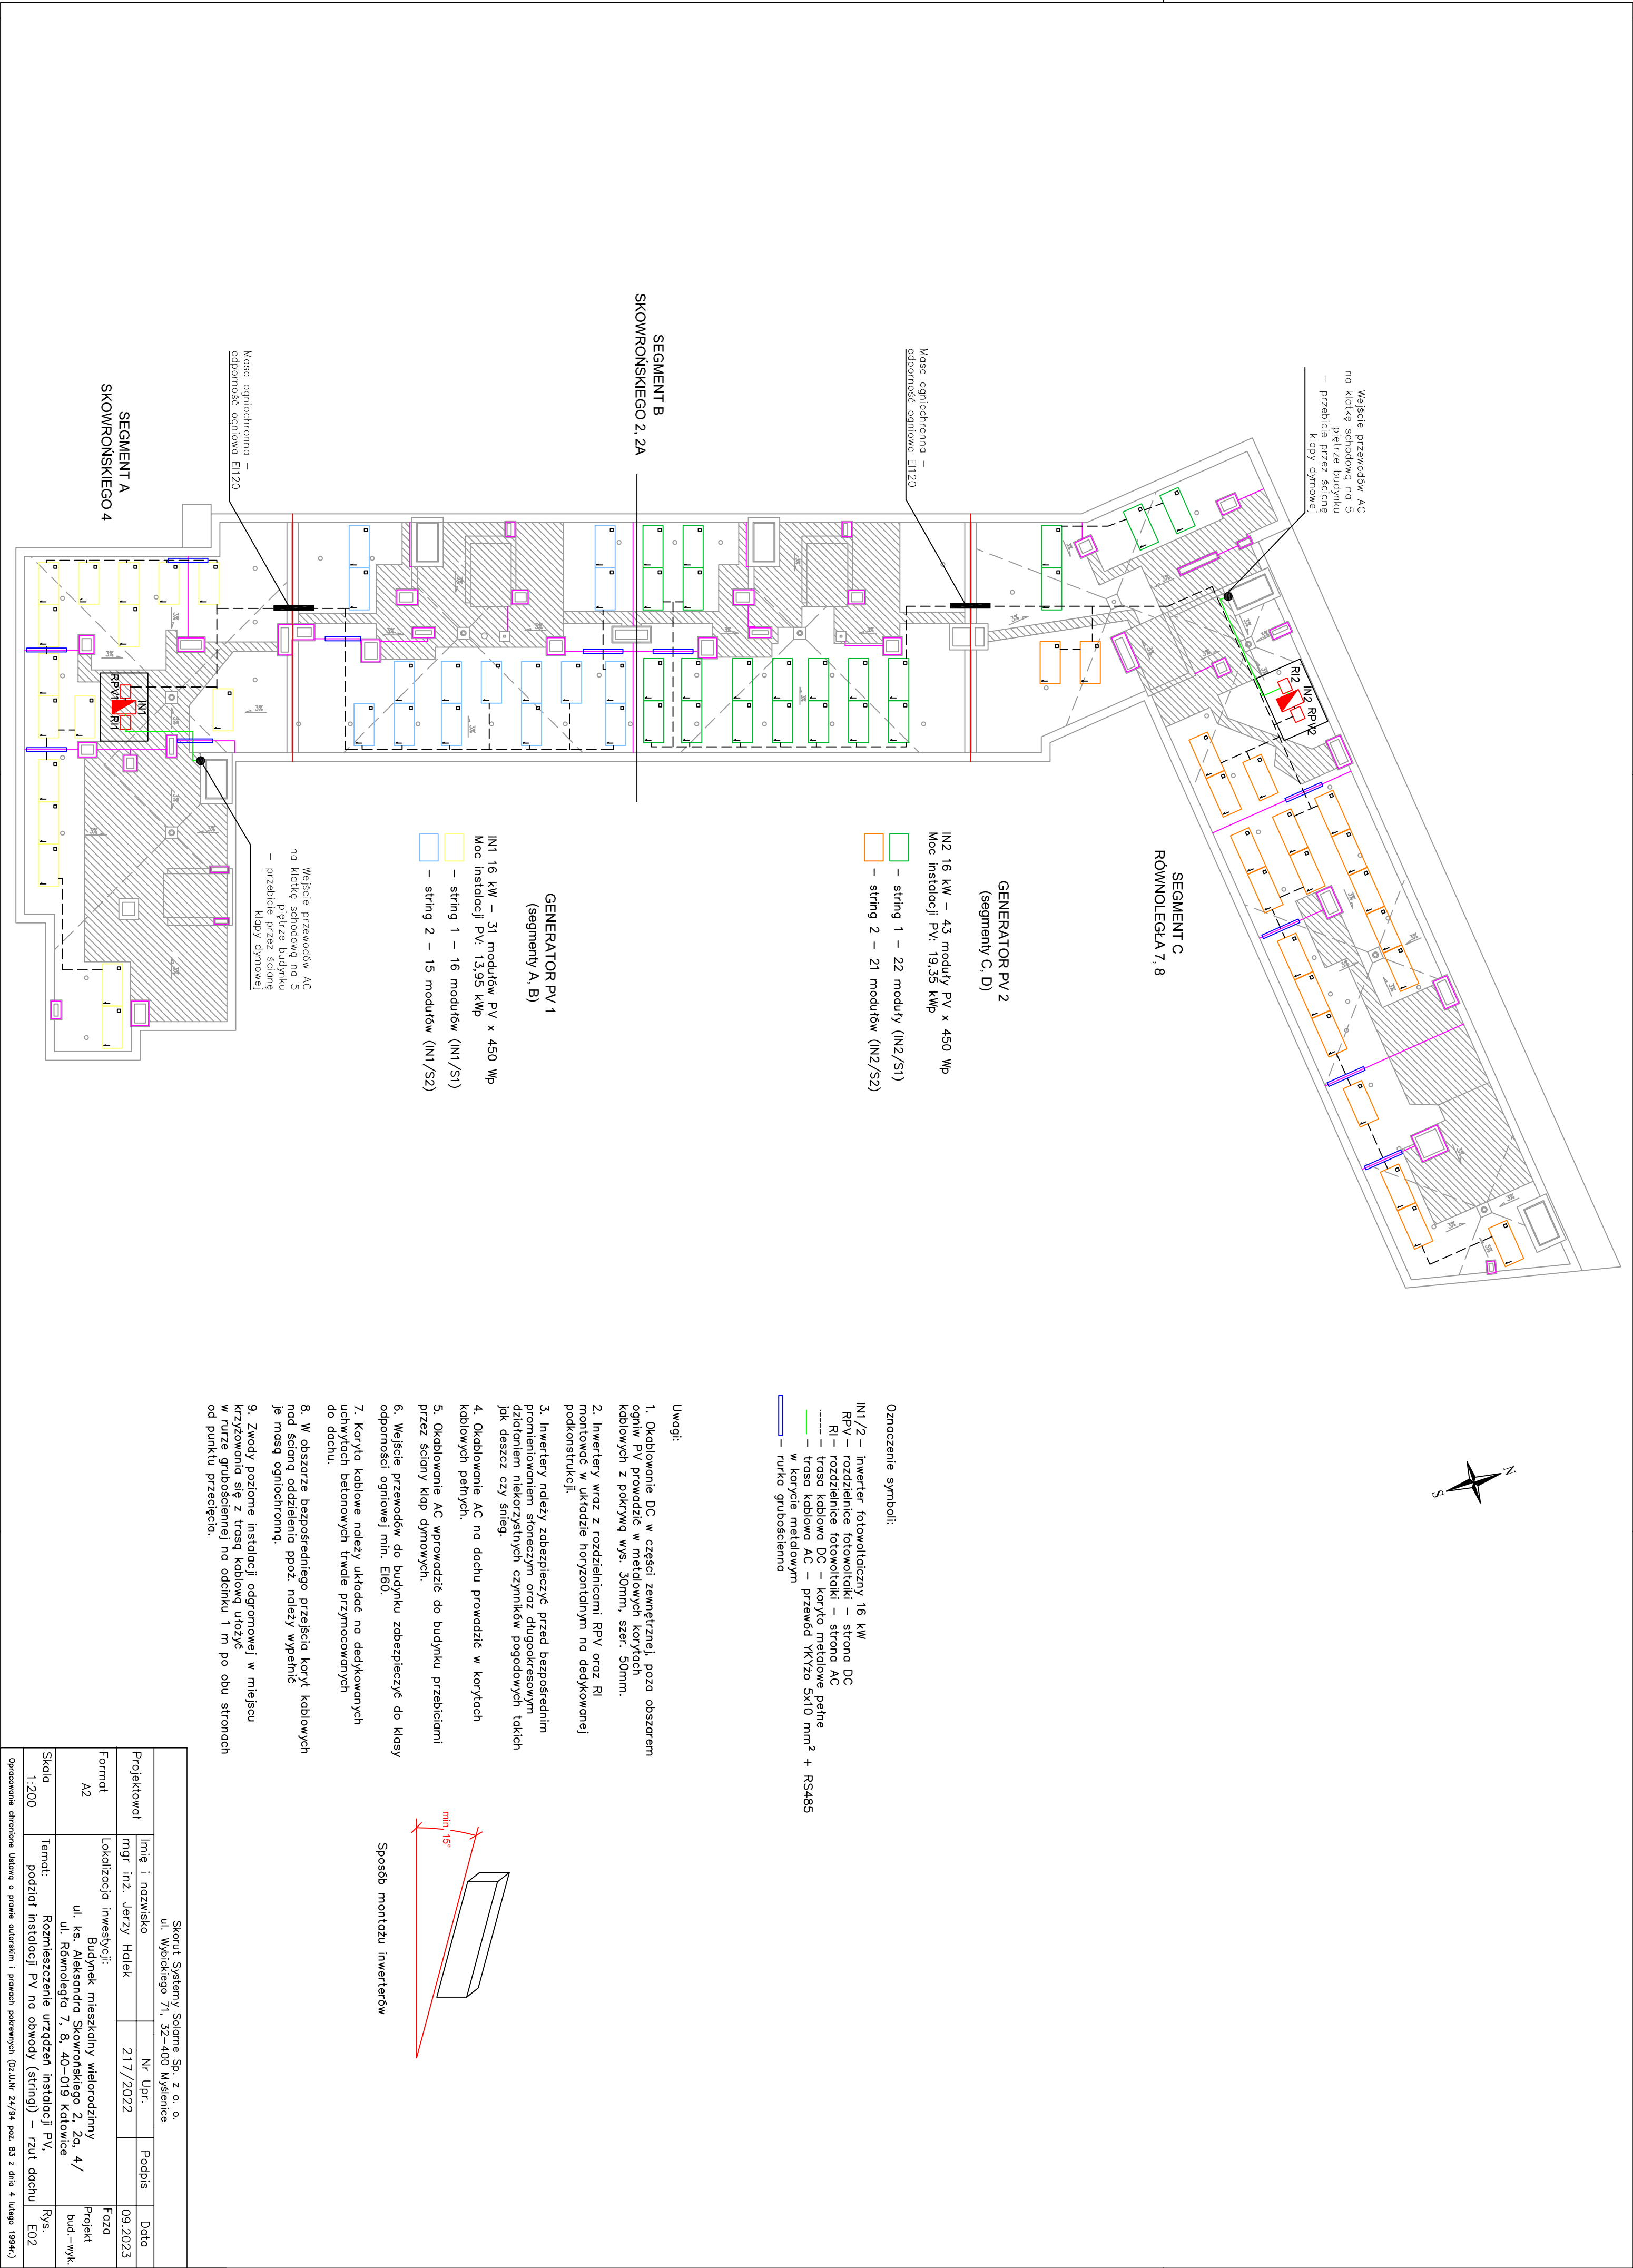 Wejście przewodów AC
na klatkę schodową na 5
piętrze budynku
– przebicie przez ścianę
klapy dymowej
Masa ogniochronna –
odporność ogniowa EI120
SEGMENT B
SKOWROŃSKIEGO 2, 2A
Masa ogniochronna –
odporność ogniowa EI120
SEGMENT A
SKOWROŃSKIEGO 4
RI2
IN2
RPV2
RPV1
IN1
RI1
3%
SEGMENT C
RÓWNOLEGŁA 7, 8
GENERATOR PV 2
(segmenty C, D)
IN2 16 kW – 43 moduły PV x 450 Wp
Moc instalacji PV: 19,35 kWp
– string 1 – 22 moduły (IN2/S1)
– string 2 – 21 modułów (IN2/S2)
GENERATOR PV 1
(segmenty A, B)
IN1 16 kW – 31 modułów PV x 450 Wp
Moc instalacji PV: 13,95 kWp
– string 1 – 16 modułów (IN1/S1)
– string 2 – 15 modułów (IN1/S2)
Wejście przewodów AC
na klatkę schodową na 5
piętrze budynku
– przebicie przez ścianę
klapy dymowej
N
S
Oznaczenie symboli:
IN1/2 – inwerter fotowoltaiczny 16 kW
RPV – rozdzielnice fotowoltaiki – strona DC
RI – rozdzielnice fotowoltaiki – strona AC
– trasa kablowa DC – koryto metalowe pełne
– trasa kablowa AC – przewód YKYżo 5x10 mm² + RS485
w korycie metalowym
– rurka grubościenna
Uwagi:
1. Okablowanie DC w części zewnętrznej, poza obszarem
ogniw PV prowadzić w metalowych korytach
kablowych z pokrywą wys. 30mm, szer. 50mm.
2. Inwertery wraz z rozdzielnicami RPV oraz RI
montować w układzie horyzontalnym na dedykowanej
podkonstrukcji.
3. Inwertery należy zabezpieczyć przed bezpośrednim
promieniowaniem słonecznym oraz długookresowym
działaniem niekorzystnych czynników pogodowych takich
jak deszcz czy śnieg.
4. Okablowanie AC na dachu prowadzić w korytach
kablowych pełnych.
5. Okablowanie AC wprowadzić do budynku przebiciami
przez ściany klap dymowych.
6. Wejście przewodów do budynku zabezpieczyć do klasy
odporności ogniowej min. EI60.
7. Koryta kablowe należy układać na dedykowanych
uchwytach betonowych trwale przymocowanych
do dachu.
8. W obszarze bezpośredniego przejścia koryt kablowych
nad ścianą oddzielenia ppoż. należy wypełnić
je masą ogniochronną.
9. Zwody poziome instalacji odgromowej w miejscu
krzyżowania się z trasą kablową ułożyć
w rurze grubościennej na odcinku 1 m po obu stronach
od punktu przecięcia.
min. 15°
Sposób montażu inwerterów
Skorut Systemy Solarne Sp. z o. o.
ul. Wybickiego 71, 32–400 Myślenice
Imię i nazwisko
Nr Upr.
Podpis
Data
Projektował
mgr inż. Jerzy Halek
217/2022
09.2023
Format
A2
Lokalizacja inwestycji:
Budynek mieszkalny wielorodzinny
ul. ks. Aleksandra Skowrońskiego 2, 2a, 4/
ul. Równoległa 7, 8, 40–019 Katowice
Faza
Projekt
bud.–wyk.
Skala
1:200
Temat:
Rozmieszczenie urządzeń instalacji PV,
podział instalacji PV na obwody (stringi) – rzut dachu
Rys.
E02
Opracowanie chronione Ustawą o prawie autorskim i prawach pokrewnych (Dz.U.Nr 24/94 poz. 83 z dnia 4 lutego 1994r.)